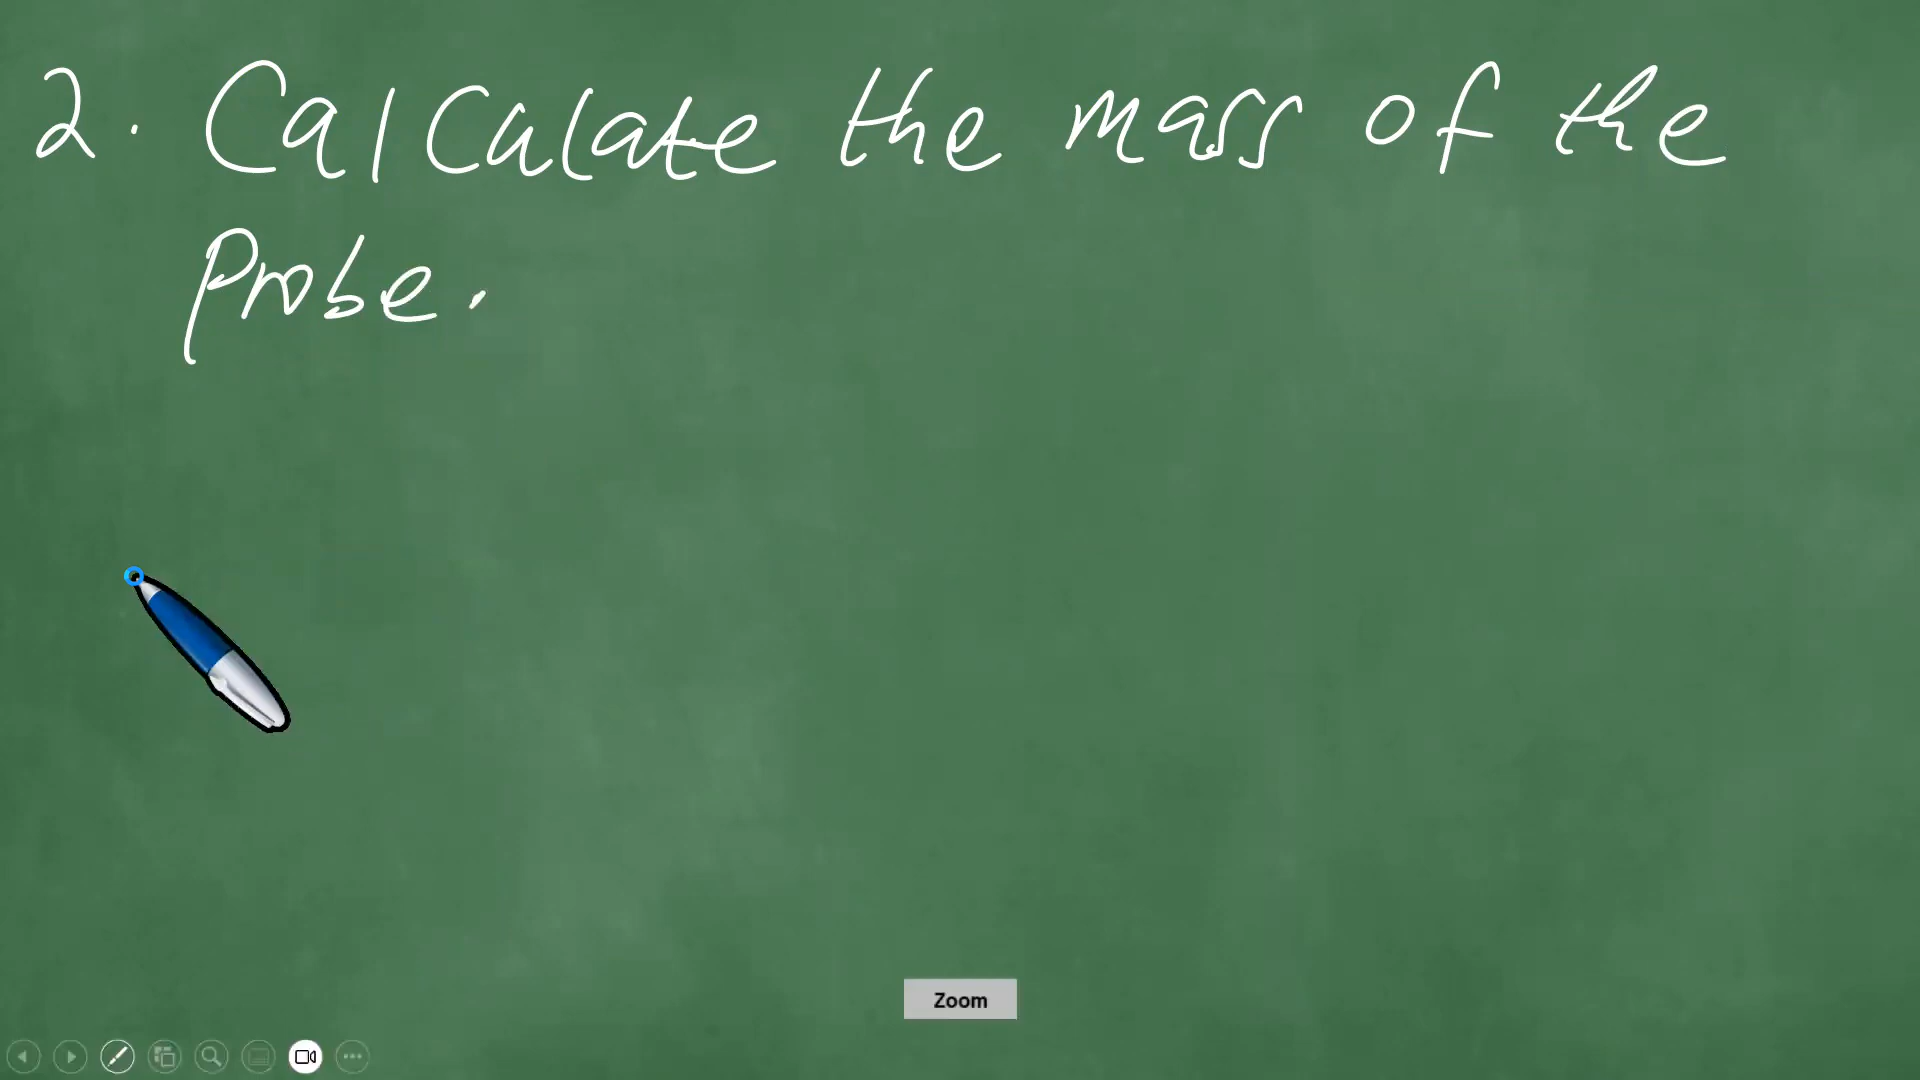 2. Calculate the mass of the
probe.
Zoom